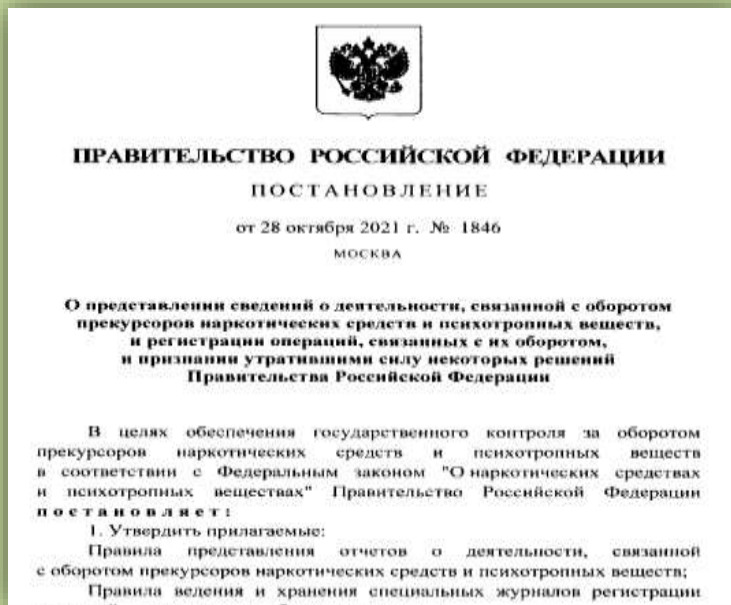 ПРАВИТЕЛЬСТВО РОССИЙСКОЙ ФЕДЕРАЦИИ
ПОСТАНОВЛЕНИЕ
от 28 октября 2021 г. № 1846
МОСКВА
О представлении сведений о деятельности, связанной с оборотом
прекурсоров наркотических средств и психотропных веществ,
и регистрации операций, связанных с их оборотом,
и признании утратившими силу некоторых решений
Правительства Российской Федерации
В целях обеспечения государственного контроля за оборотом
прекурсоров наркотических средств и психотропных веществ
в соответствии с Федеральным законом "О наркотических средствах
и психотропных веществах" Правительство Российской Федерации
постановляет:
1. Утвердить прилагаемые:
Правила представления отчетов о деятельности, связанной
с оборотом прекурсоров наркотических средств и психотропных веществ;
Правила ведения и хранения специальных журналов регистрации